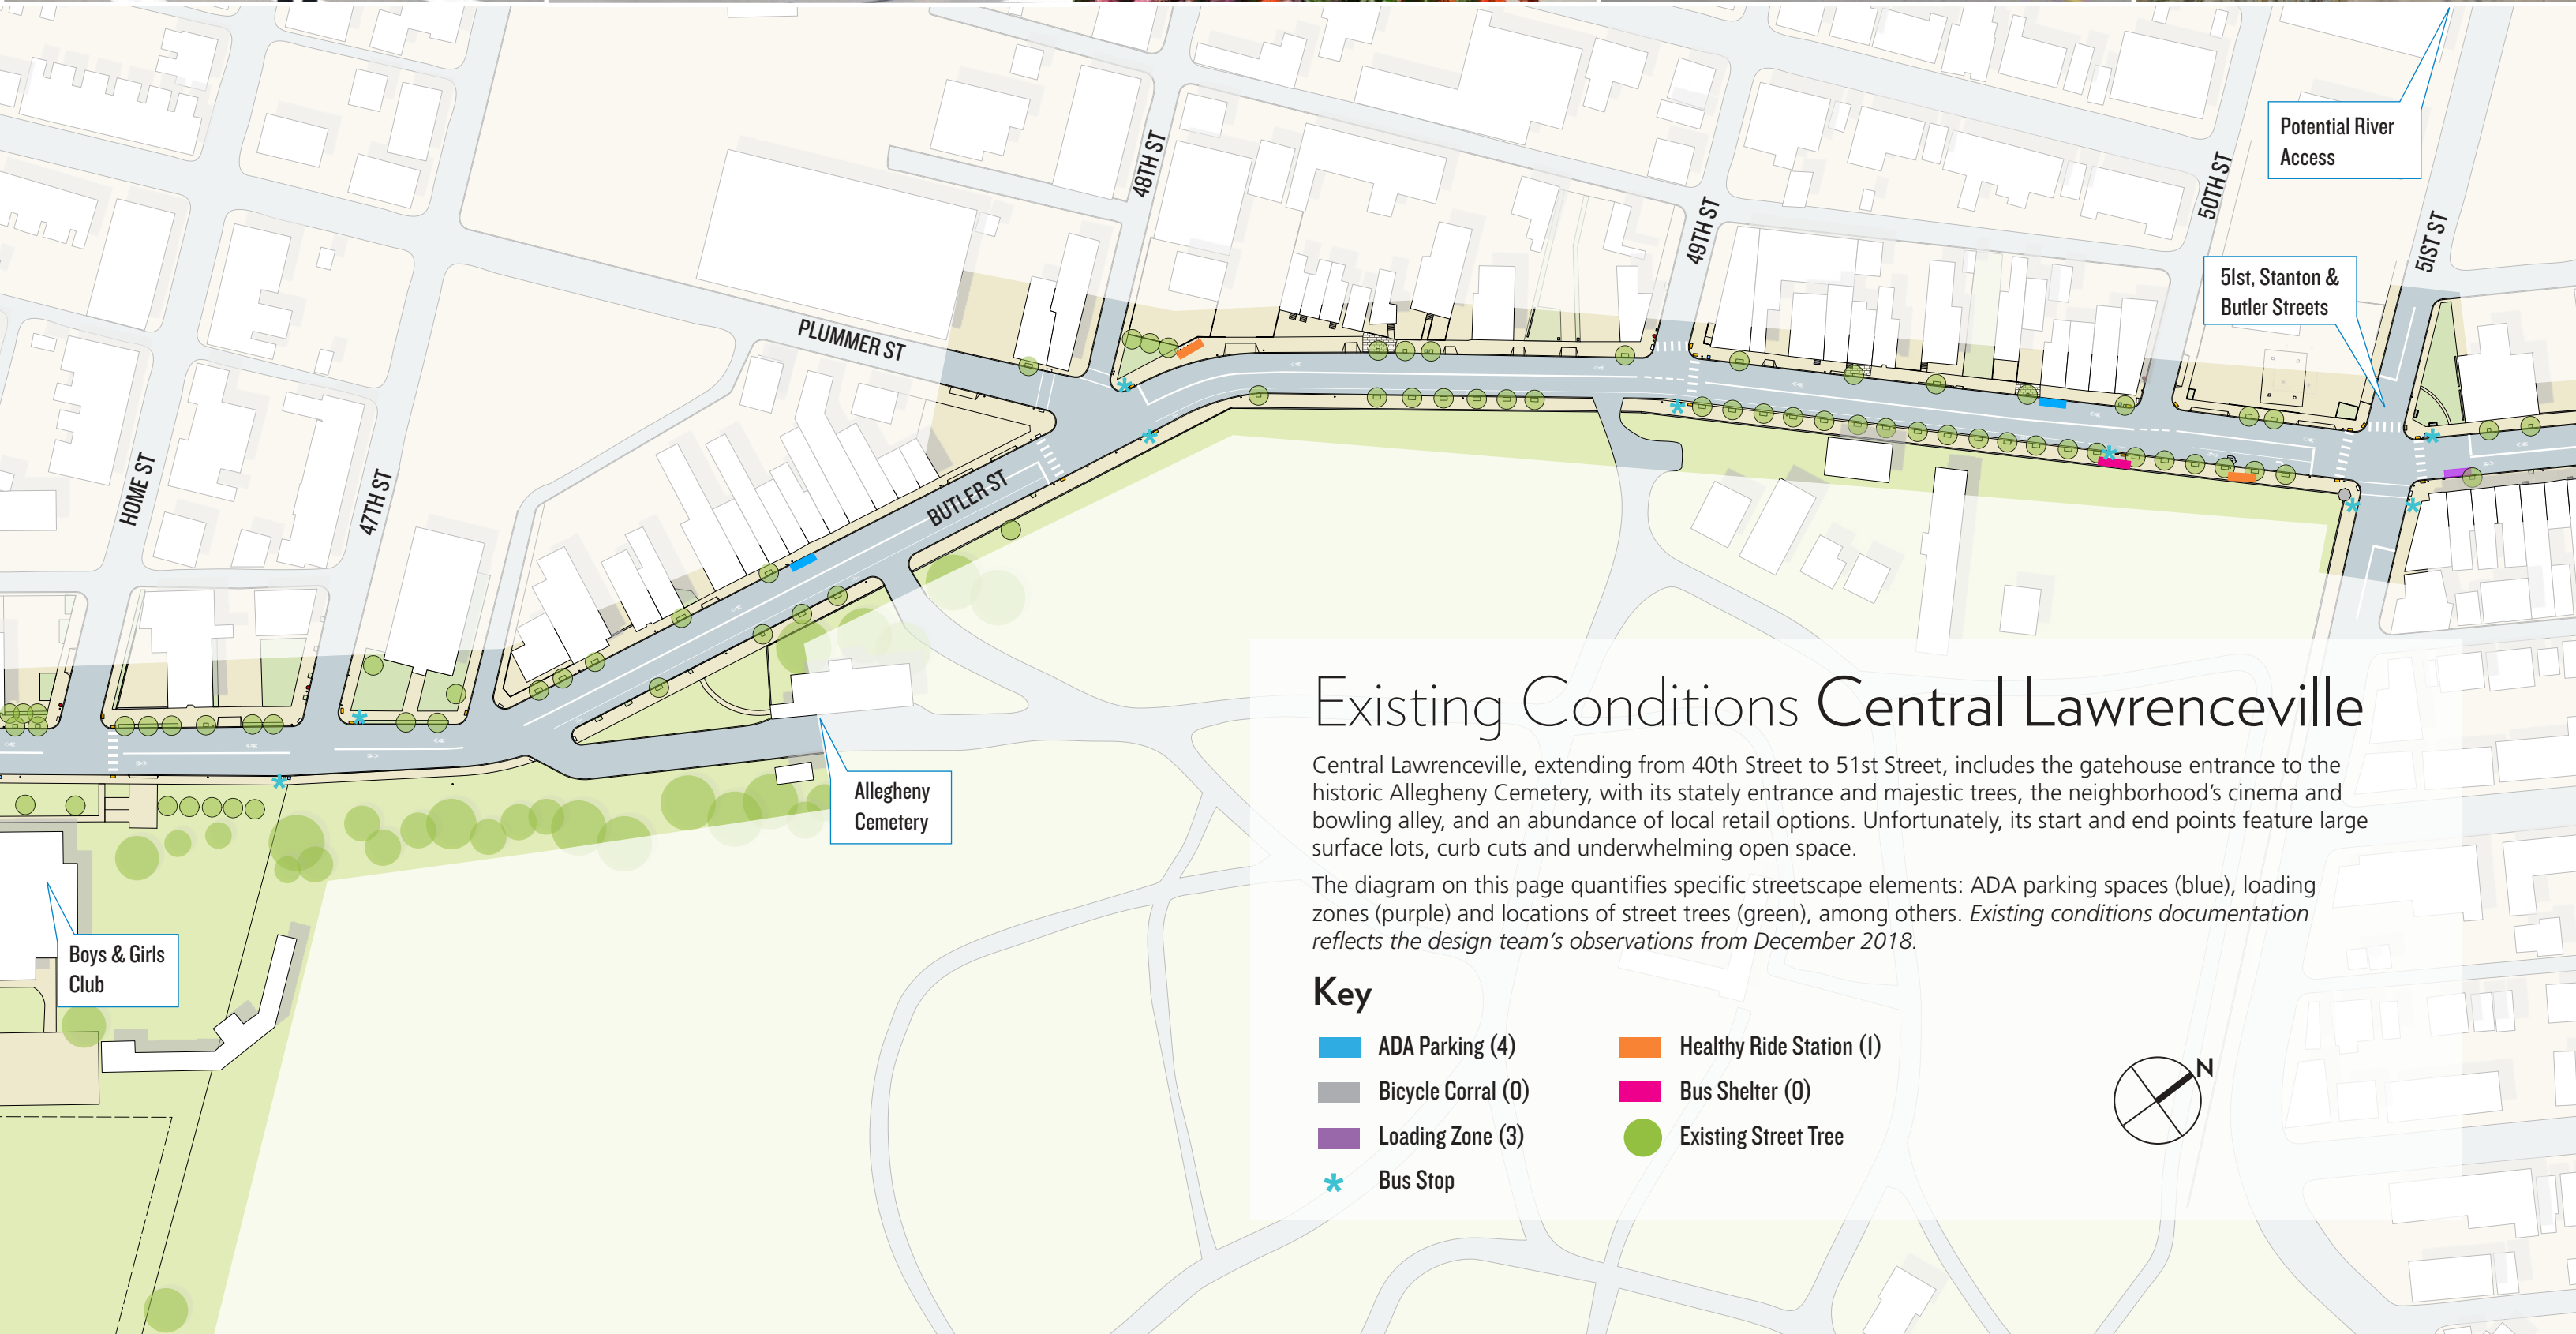 Potential River
Access
48TH ST
50TH ST
49TH ST
51ST ST
51st, Stanton &
Butler Streets
PLUMMER ST
HOME ST
47TH ST
BUTLER ST
Allegheny
Cemetery
Boys & Girls
Club
Existing Conditions Central Lawrenceville
Central Lawrenceville, extending from 40th Street to 51st Street, includes the gatehouse entrance to the
historic Allegheny Cemetery, with its stately entrance and majestic trees, the neighborhood's cinema and
bowling alley, and an abundance of local retail options. Unfortunately, its start and end points feature large
surface lots, curb cuts and underwhelming open space.
The diagram on this page quantifies specific streetscape elements: ADA parking spaces (blue), loading
zones (purple) and locations of street trees (green), among others. Existing conditions documentation
reflects the design team's observations from December 2018.
Key
ADA Parking (4)
Bicycle Corral (0)
Loading Zone (3)
Bus Stop
Healthy Ride Station (1)
Bus Shelter (0)
Existing Street Tree
N